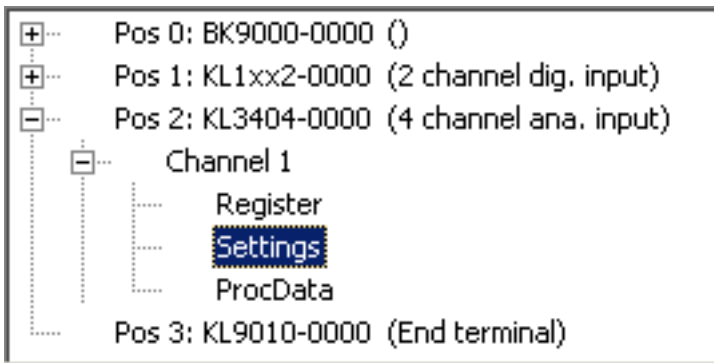 Pos 0: BK9000-0000 ()
Pos 1: KL1xx2-0000 (2 channel dig. input)
Pos 2: KL3404-0000 (4 channel ana. input)
Channel 1
Register
Settings
ProcData
Pos 3: KL9010-0000 (End terminal)